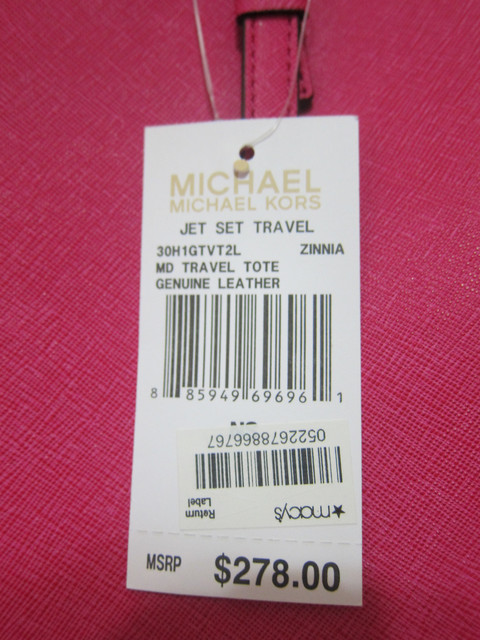 MICHAEL
MICHAEL KORS
JET SET TRAVEL
30H1GTVT2L ZINNIA
MD TRAVEL TOTE
GENUINE LEATHER
8 85949 69696 1
0522678866767
Return
Label
macy's
MSRP $278.00